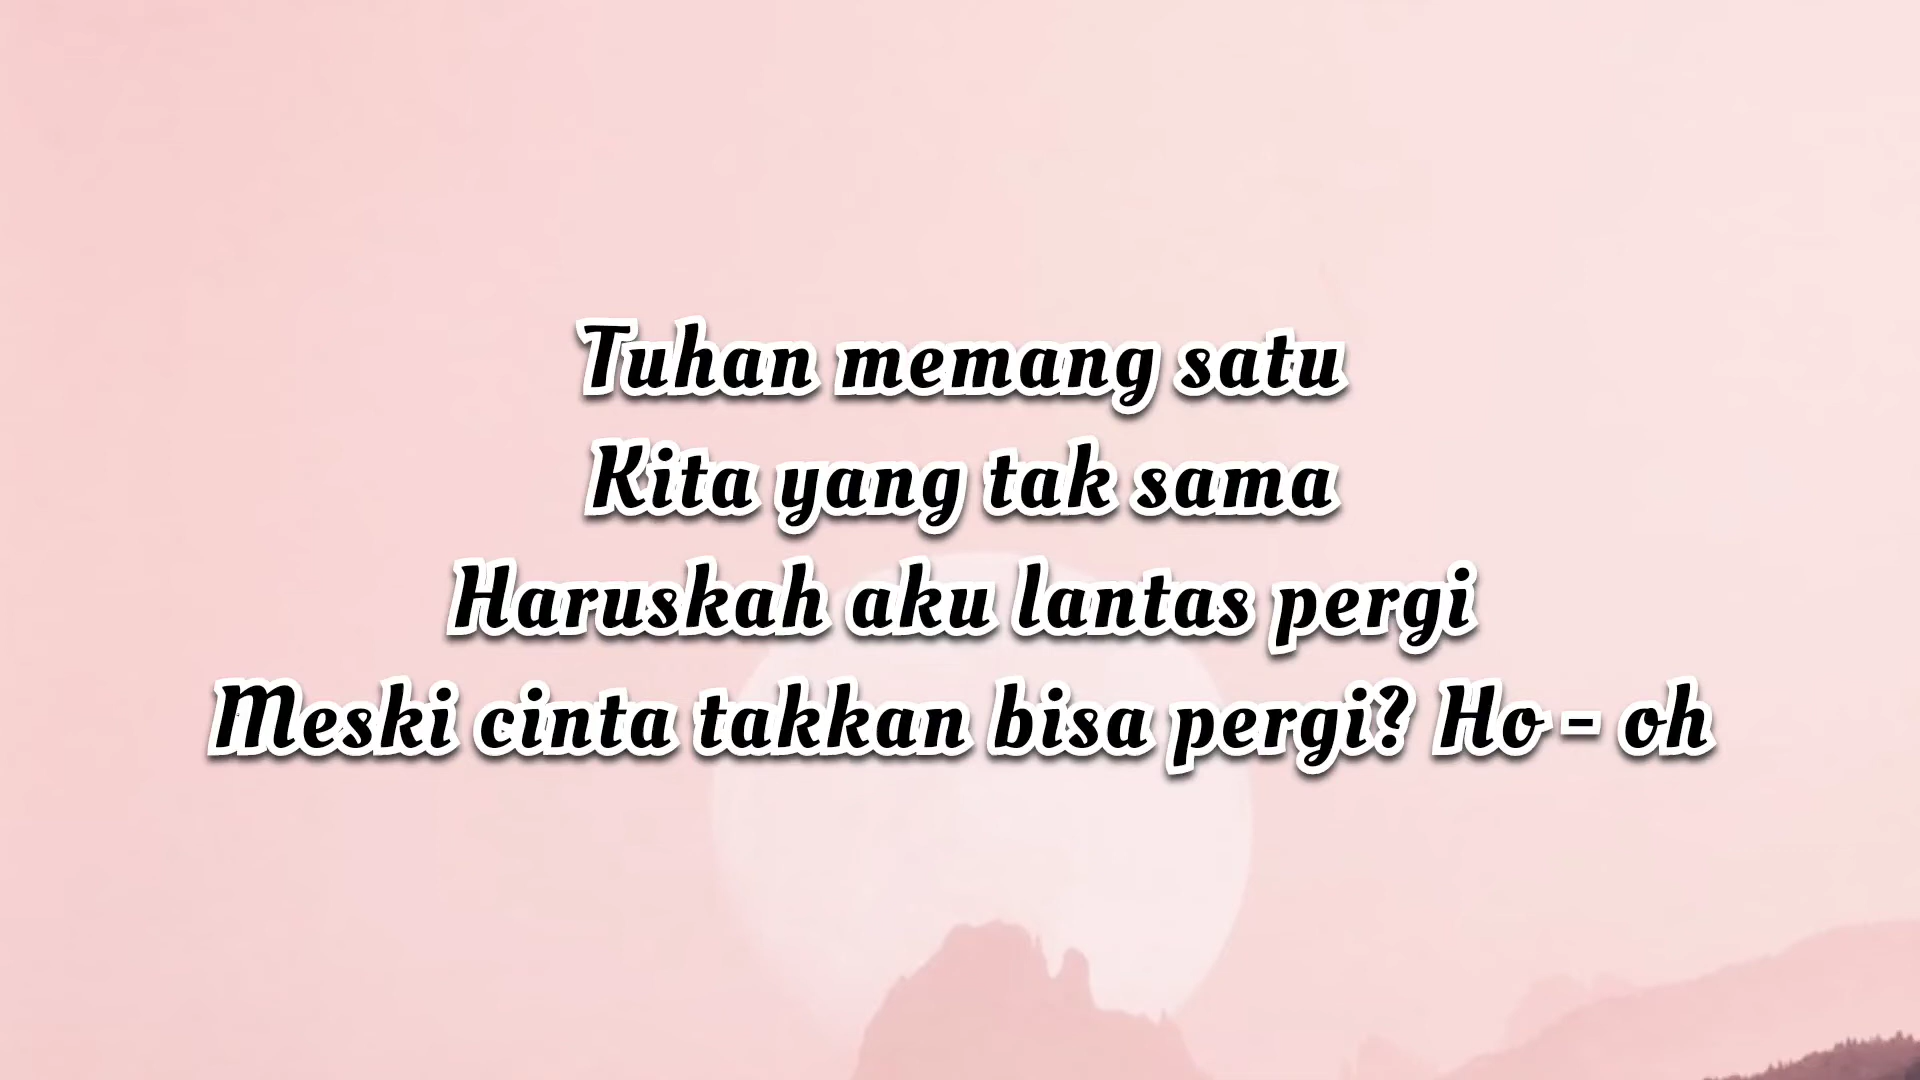 Tuhan memang satu
Kita yang tak sama
Haruskah aku lantas pergi
Meski cinta takkan bisa pergi? Ho - oh